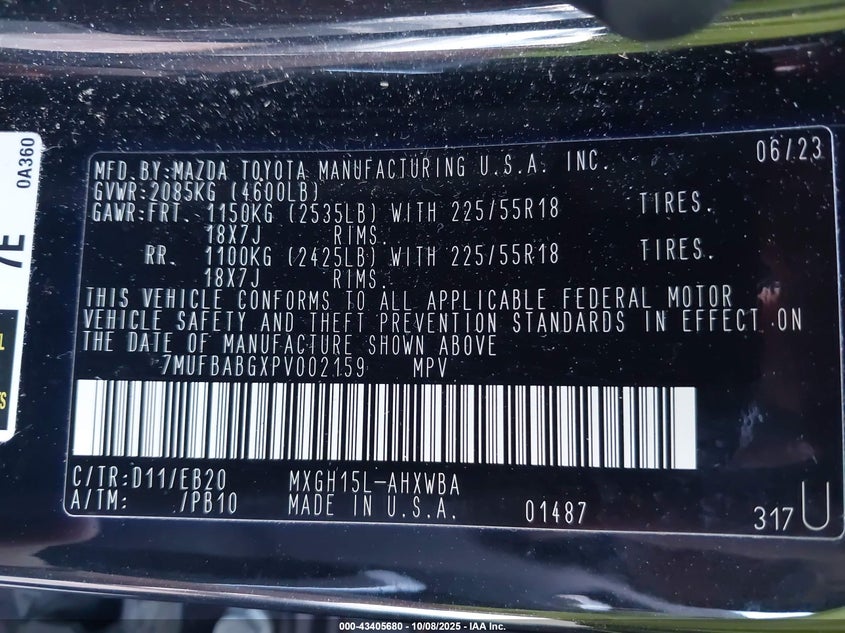 0A360
7E
MFD.BY:MAZDA TOYOTA MANUFACTURING U.S.A. INC. 06/23
GVWR:2085KG (4600LB)
GAWR:FRT. 1150KG (2535LB) WITH 225/55R18 TIRES.
18X7J RIMS.
RR. 1100KG (2425LB) WITH 225/55R18 TIRES.
18X7J RIMS.
THIS VEHICLE CONFORMS TO ALL APPLICABLE FEDERAL MOTOR
VEHICLE SAFETY AND THEFT PREVENTION STANDARDS IN EFFECT ON
THE DATE OF MANUFACTURE SHOWN ABOVE
7MUFBABGXPV002159 MPV
C/TR:D11/EB20 MXGH15L-AHXWBA
A/TM: /PB10 MADE IN U.S.A. 01487 317U
000-43405680 - 10/08/2025 - IAA Inc.